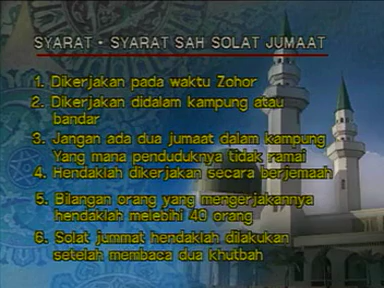 SYARAT - SYARAT SAH SOLAT JUMAAT
1. Dikerjakan pada waktu Zohor
2. Dikerjakan didalam kampung atau
bandar
3. Jangan ada dua jumaat dalam kampung
Yang mana penduduknya tidak ramai
4. Hendaklah dikerjakan secara berjemaah
5. Bilangan orang yang mengerjakannya
hendaklah melebihi 40 orang
6. Solat jummat hendaklah dilakukan
setelah membaca dua khutbah